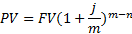 PV = FV(1 + j/m)^{m−n}